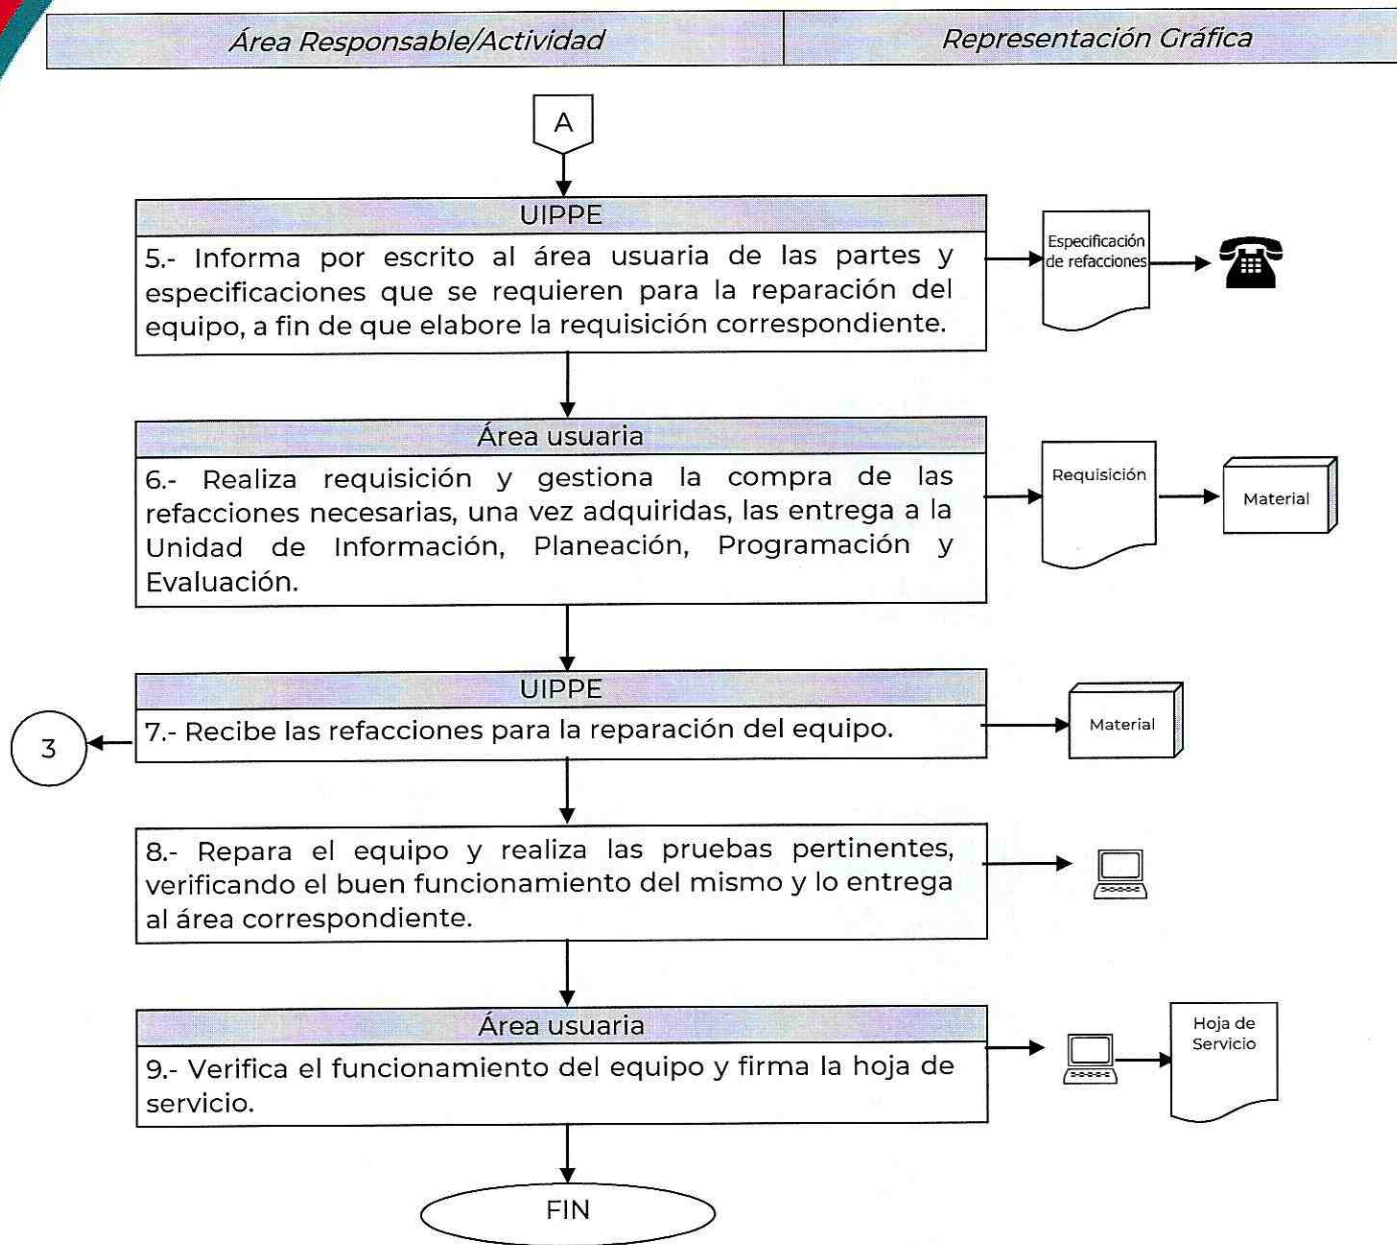 Área Responsable/Actividad
Representación Gráfica
A
UIPPE
5.- Informa por escrito al área usuaria de las partes y
especificaciones que se requieren para la reparación del
equipo, a fin de que elabore la requisición correspondiente.
Especificación
de refacciones
Área usuaria
6.- Realiza requisición y gestiona la compra de las
refacciones necesarias, una vez adquiridas, las entrega a la
Unidad de Información, Planeación, Programación y
Evaluación.
Requisición
Material
UIPPE
7.- Recibe las refacciones para la reparación del equipo.
3
Material
8.- Repara el equipo y realiza las pruebas pertinentes,
verificando el buen funcionamiento del mismo y lo entrega
al área correspondiente.
Área usuaria
9.- Verifica el funcionamiento del equipo y firma la hoja de
servicio.
Hoja de
Servicio
FIN